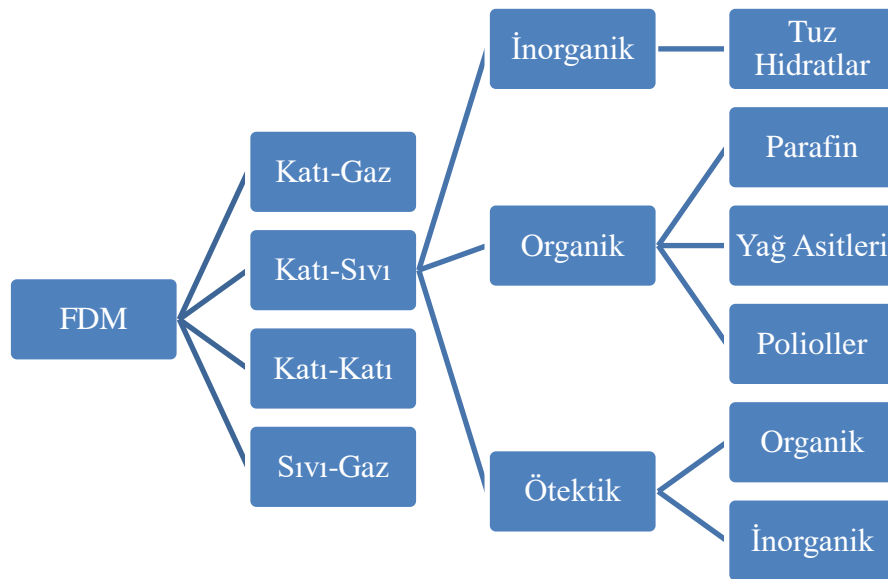 FDM
Katı-Gaz
Katı-Sıvı
Katı-Katı
Sıvı-Gaz
İnorganik
Organik
Ötektik
Tuz
Hidratlar
Parafin
Yağ Asitleri
Polioller
Organik
İnorganik